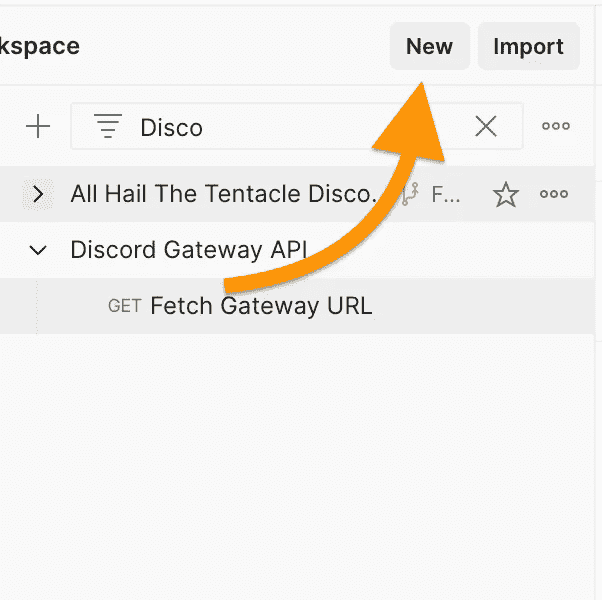 kspace New Import
Disco
All Hail The Tentacle Disco... F...
Discord Gateway API
GET Fetch Gateway URL